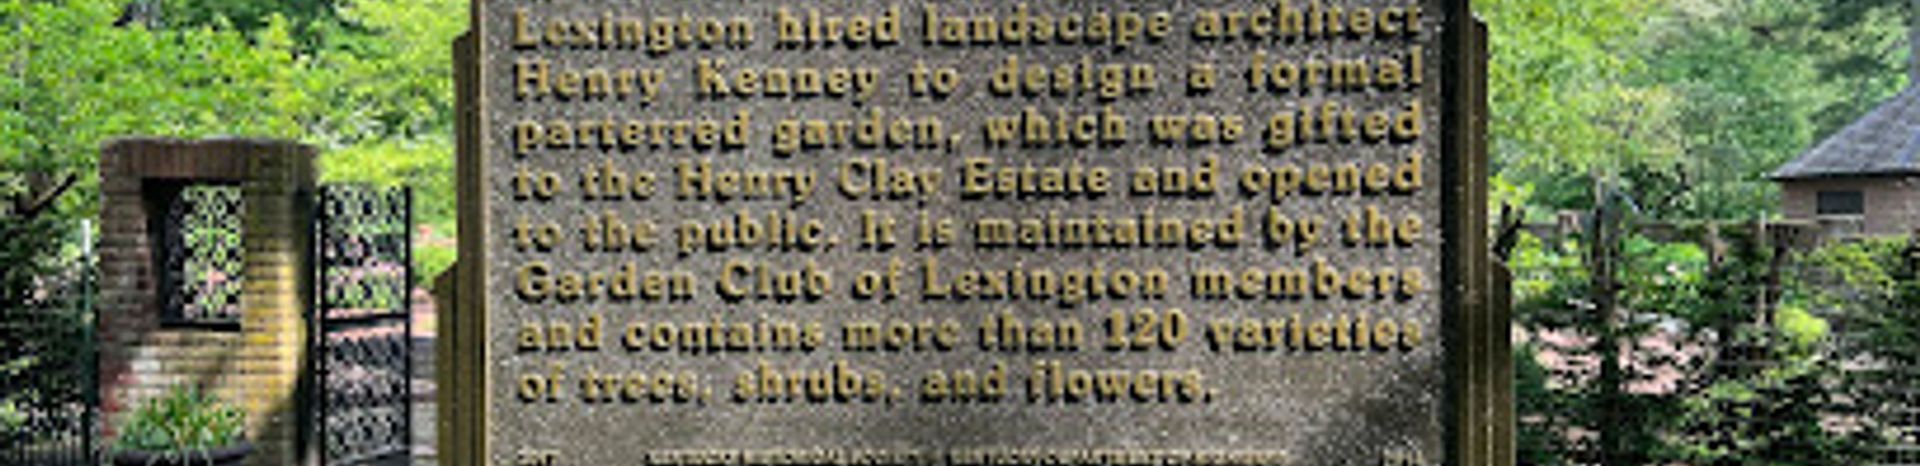 Lexington hired landscape architect
Henry Kenney to design a formal
parterred garden, which was gifted
to the Henry Clay Estate and opened
to the public. It is maintained by the
Garden Club of Lexington members
and contains more than 120 varieties
of trees, shrubs, and flowers.